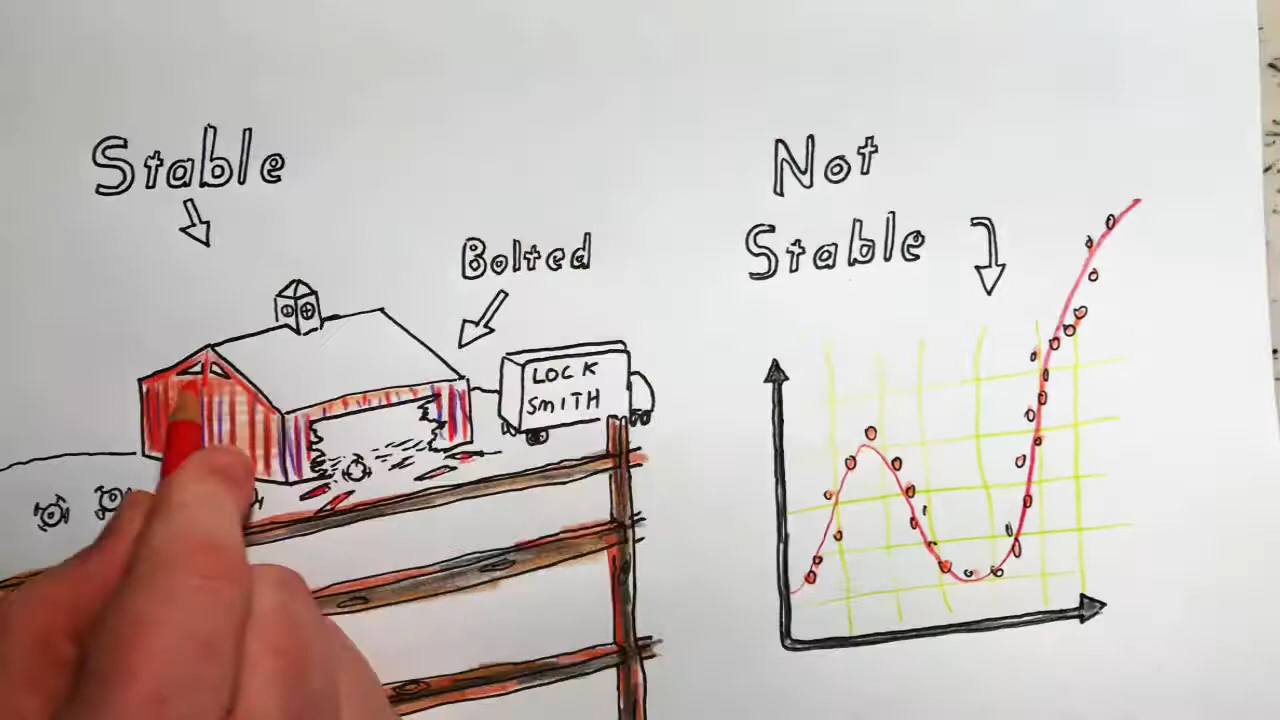 Stable
Bolted
LOCK
SMITH
Not
Stable